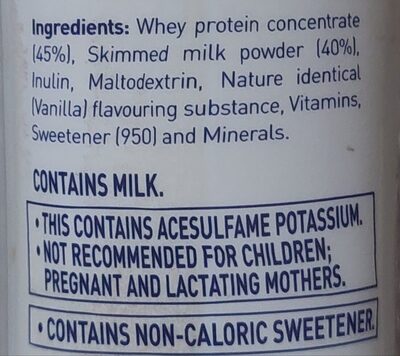 Ingredients: Whey protein concentrate
(45%), Skimmed milk powder (40%),
Inulin, Maltodextrin, Nature identical
(Vanilla) flavouring substance, Vitamins,
Sweetener (950) and Minerals.
CONTAINS MILK.
• THIS CONTAINS ACESULFAME POTASSIUM.
• NOT RECOMMENDED FOR CHILDREN;
PREGNANT AND LACTATING MOTHERS.
• CONTAINS NON-CALORIC SWEETENER.